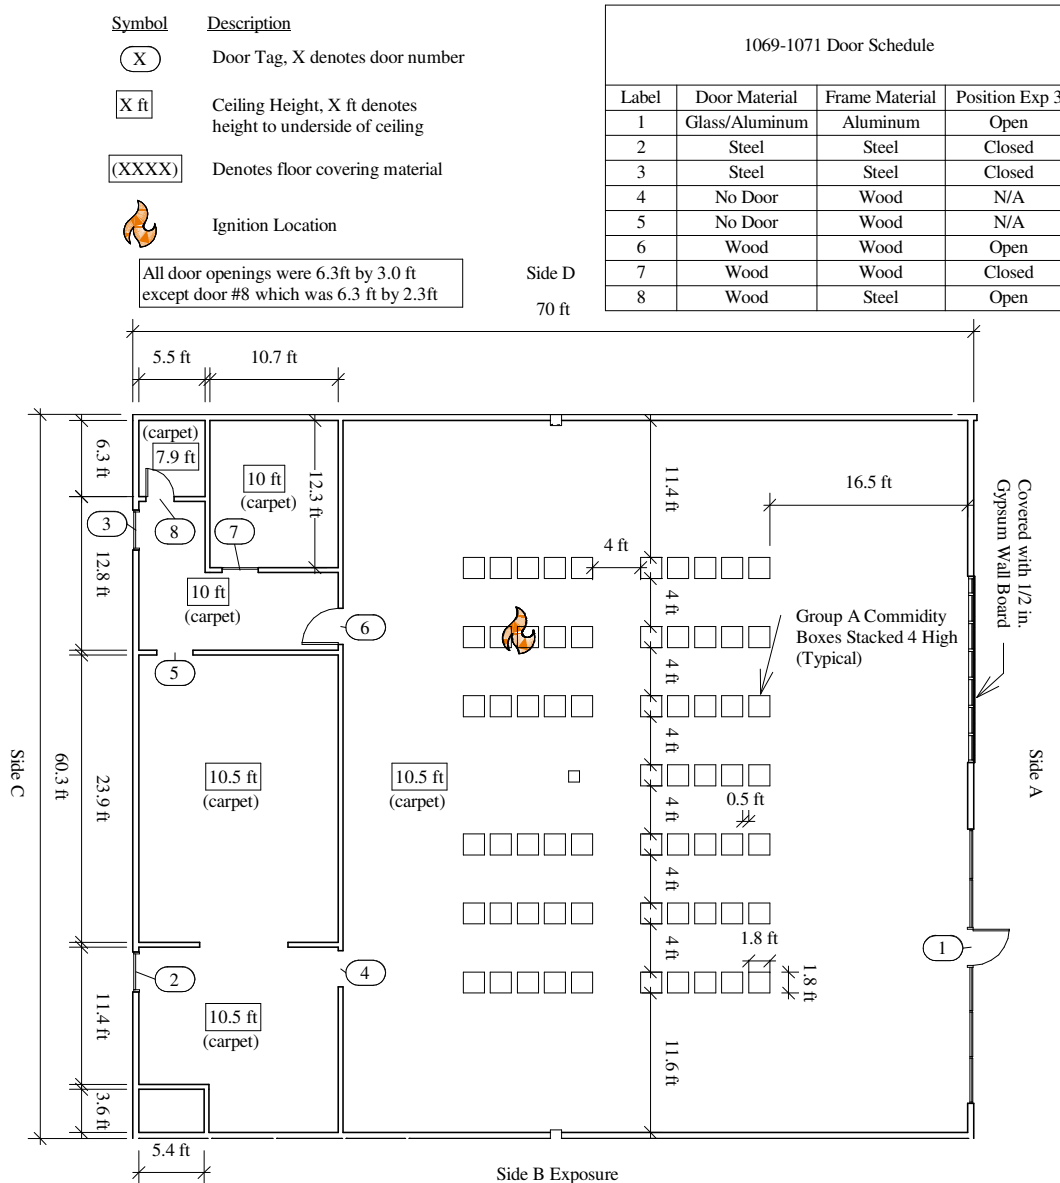 Symbol Description
X Door Tag, X denotes door number
X ft Ceiling Height, X ft denotes
height to underside of ceiling
(XXXX) Denotes floor covering material
Ignition Location
All door openings were 6.3ft by 3.0 ft
except door #8 which was 6.3 ft by 2.3ft
1069-1071 Door Schedule
Label Door Material Frame Material Position Exp 3
1 Glass/Aluminum Aluminum Open
2 Steel Steel Closed
3 Steel Steel Closed
4 No Door Wood N/A
5 No Door Wood N/A
6 Wood Wood Open
7 Wood Wood Closed
8 Wood Steel Open
Side D
70 ft
5.5 ft
10.7 ft
6.3 ft
(carpet)
7.9 ft
10 ft
(carpet)
12.3 ft
11.4 ft
16.5 ft
Covered with 1/2 in.
Gypsum Wall Board
3
8
7
12.8 ft
4 ft
10 ft
(carpet)
4 ft
6
Group A Commidity
Boxes Stacked 4 High
(Typical)
5
4 ft
Side C
60.3 ft
23.9 ft
10.5 ft
(carpet)
10.5 ft
(carpet)
4 ft
Side A
0.5 ft
4 ft
4 ft
1.8 ft
1
2
4
4 ft
1.8 ft
11.4 ft
10.5 ft
(carpet)
11.6 ft
3.6 ft
5.4 ft
Side B Exposure